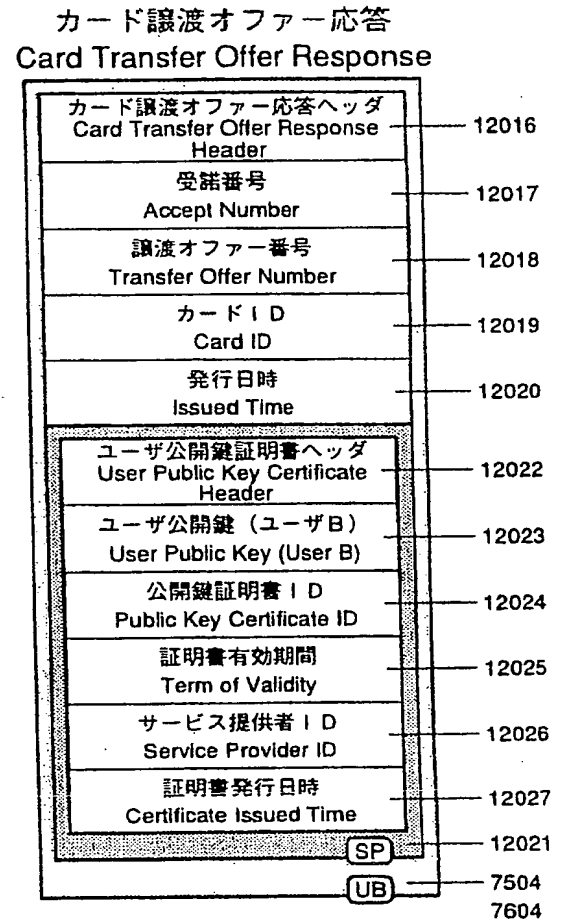 カード譲渡オファー応答
Card Transfer Offer Response
カード譲渡オファー応答ヘッダ
Card Transfer Offer Response
Header
12016
受諾番号
Accept Number
12017
譲渡オファー番号
Transfer Offer Number
12018
カードID
Card ID
12019
発行日時
Issued Time
12020
ユーザ公開鍵証明書ヘッダ
User Public Key Certificate
Header
12022
ユーザ公開鍵(ユーザB)
User Public Key (User B)
12023
公開鍵証明書ID
Public Key Certificate ID
12024
証明書有効期間
Term of Validity
12025
サービス提供者ID
Service Provider ID
12026
証明書発行日時
Certificate Issued Time
12027
SP
12021
UB
7504
7604